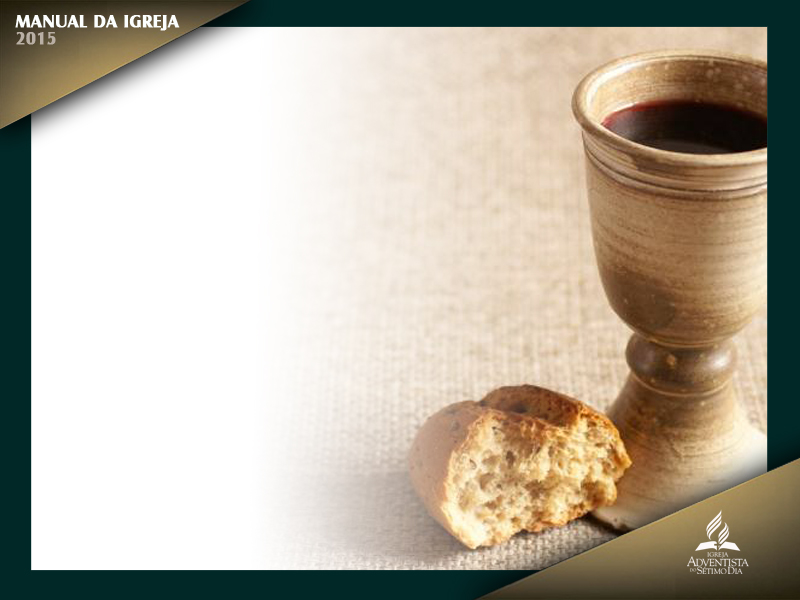 MANUAL DA IGREJA
2015
IGREJA
ADVENTISTA
DO SÉTIMO DIA